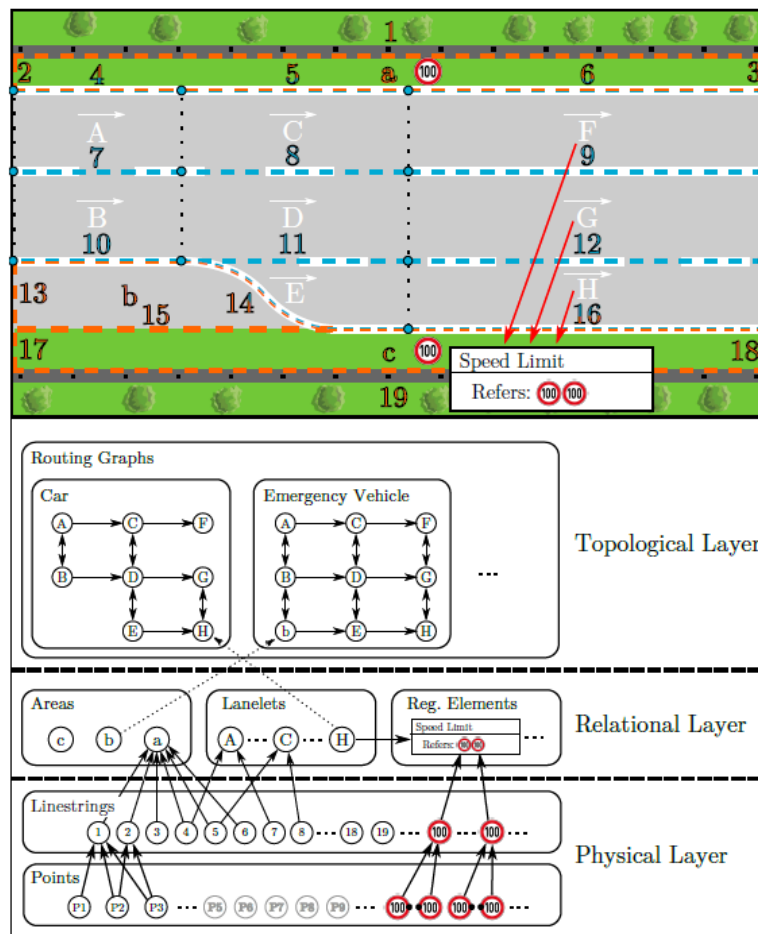 1
2 4 5 a 100 6 3
A C F
7 8 9
B D G
10 11 12
13 b 15 14 E H
16
17 c 100 18
Speed Limit
Refers: 100 100
19
Routing Graphs
Car
A C F
B D G
E H
Emergency Vehicle
A C F
B D G
b E H
...
Topological Layer
Areas
c b a
Lanelets
A ... C ... H
Reg. Elements
Speed Limit
Refers: 100 100
...
Relational Layer
Linestrings
1 2 3 4 5 6 7 8 ... 18 19 ... 100 ... 100 ...
Physical Layer
Points
P1 P2 P3 ... P5 P6 P7 P8 P9 ... 100 100 100 100 ...